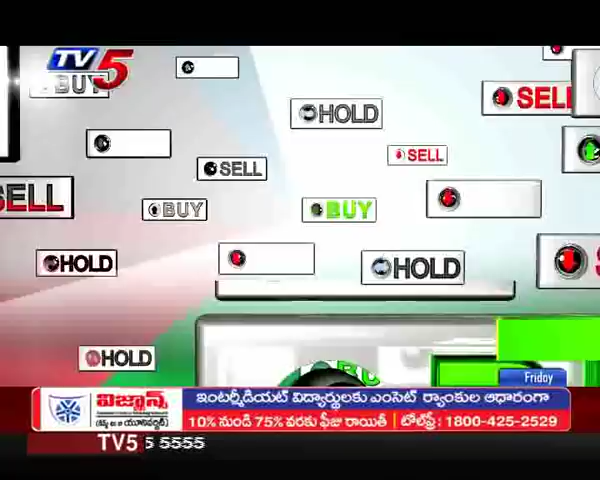 TV5
BUY
HOLD
SELL
SELL
SELL
SELL
BUY
BUY
HOLD
HOLD
HOLD
Friday
విజ్ఞాన్స్
ఇంటర్మీడియట్ విద్యార్థులకు ఎంసెట్ ర్యాంకుల ఆధారంగా
10% నుండి 75% వరకు ఫీజు రాయితీ | టోల్‌ఫ్రీ: 1800-425-2529
TV5 5 5555